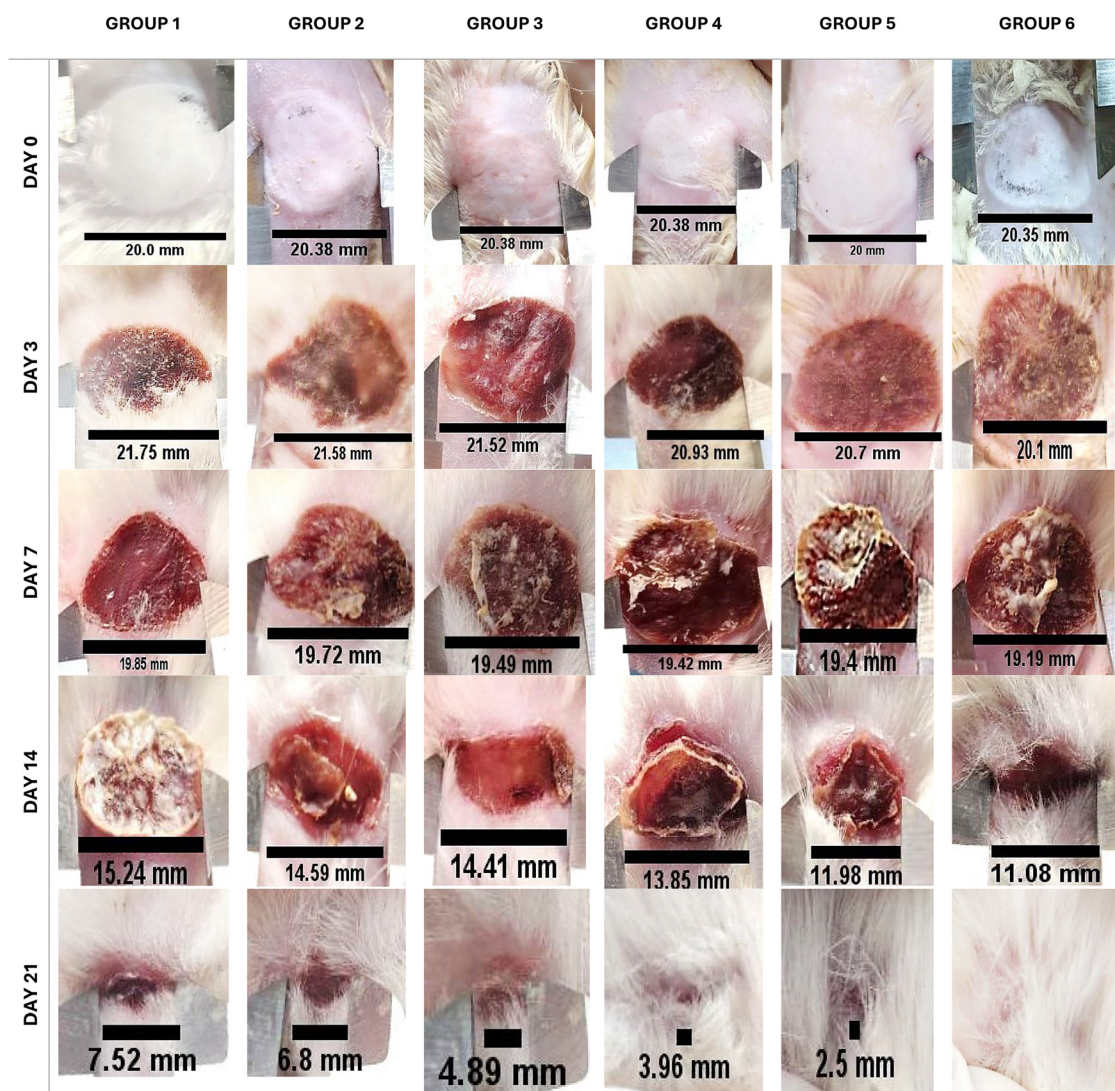 GROUP 1 GROUP 2 GROUP 3 GROUP 4 GROUP 5 GROUP 6
DAY 0
20.0 mm 20.38 mm 20.38 mm 20.38 mm 20 mm 20.35 mm
DAY 3
21.75 mm 21.58 mm 21.52 mm 20.93 mm 20.7 mm 20.1 mm
DAY 7
19.85 mm 19.72 mm 19.49 mm 19.42 mm 19.4 mm 19.19 mm
DAY 14
15.24 mm 14.59 mm 14.41 mm 13.85 mm 11.98 mm 11.08 mm
DAY 21
7.52 mm 6.8 mm 4.89 mm 3.96 mm 2.5 mm